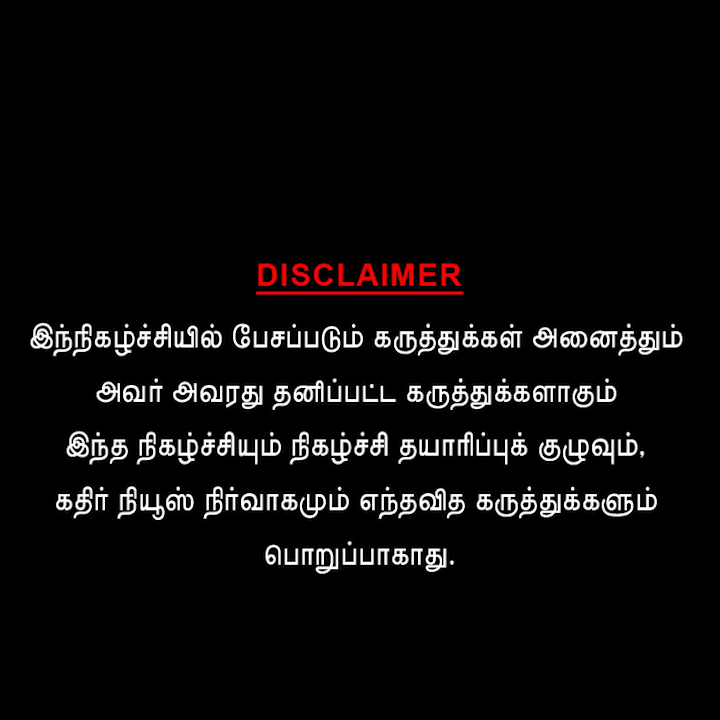 DISCLAIMER
இந்நிகழ்ச்சியில் பேசப்படும் கருத்துக்கள் அனைத்தும்
அவர் அவரது தனிப்பட்ட கருத்துக்களாகும்
இந்த நிகழ்ச்சியும் நிகழ்ச்சி தயாரிப்புக் குழுவும்,
கதிர் நியூஸ் நிர்வாகமும் எந்தவித கருத்துக்களும்
பொறுப்பாகாது.